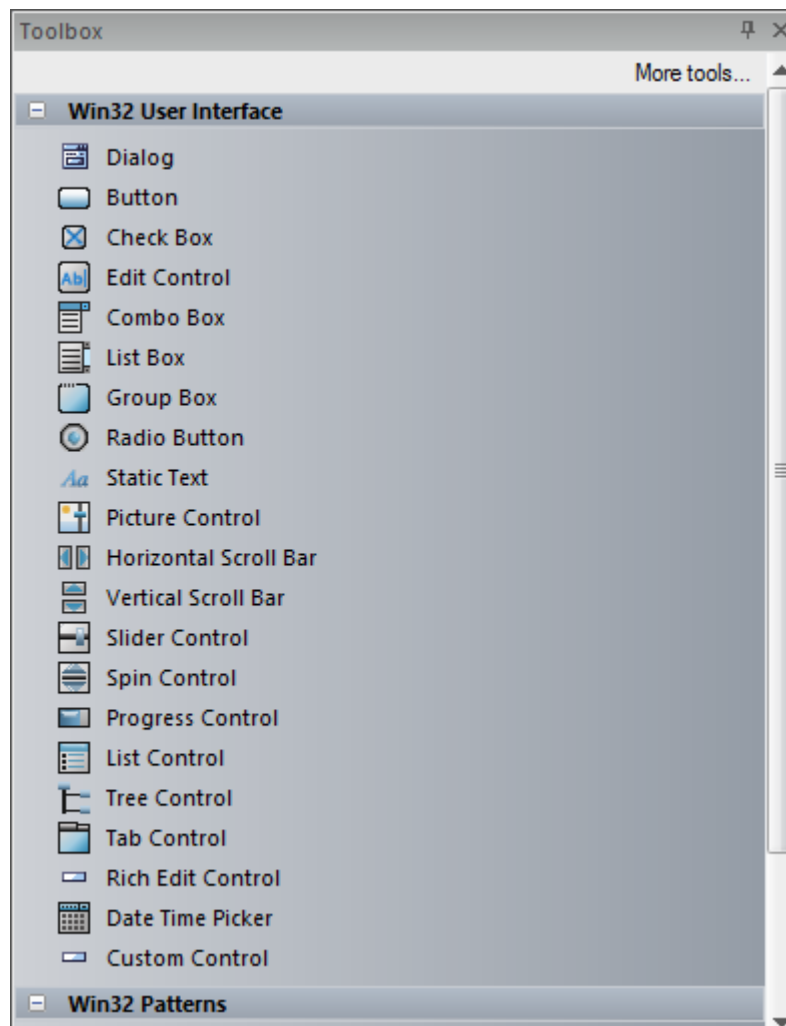 Toolbox
More tools...
Win32 User Interface
Dialog
Button
Check Box
Ab Edit Control
Combo Box
List Box
Group Box
Radio Button
Aa Static Text
Picture Control
Horizontal Scroll Bar
Vertical Scroll Bar
Slider Control
Spin Control
Progress Control
List Control
Tree Control
Tab Control
Rich Edit Control
Date Time Picker
Custom Control
Win32 Patterns